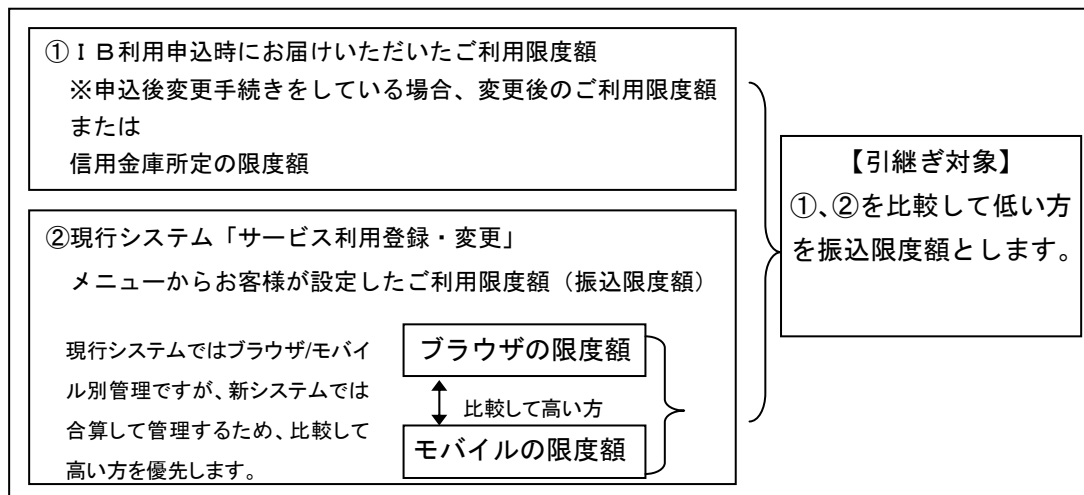 ①ＩＢ利用申込時にお届けいただいたご利用限度額
※申込後変更手続きをしている場合、変更後のご利用限度額
または
信用金庫所定の限度額
②現行システム「サービス利用登録・変更」
メニューからお客様が設定したご利用限度額（振込限度額）
現行システムではブラウザ/モバイ
ル別管理ですが、新システムでは
合算して管理するため、比較して
高い方を優先します。
ブラウザの限度額
比較して高い方
モバイルの限度額
【引継ぎ対象】
①、②を比較して低い方
を振込限度額とします。